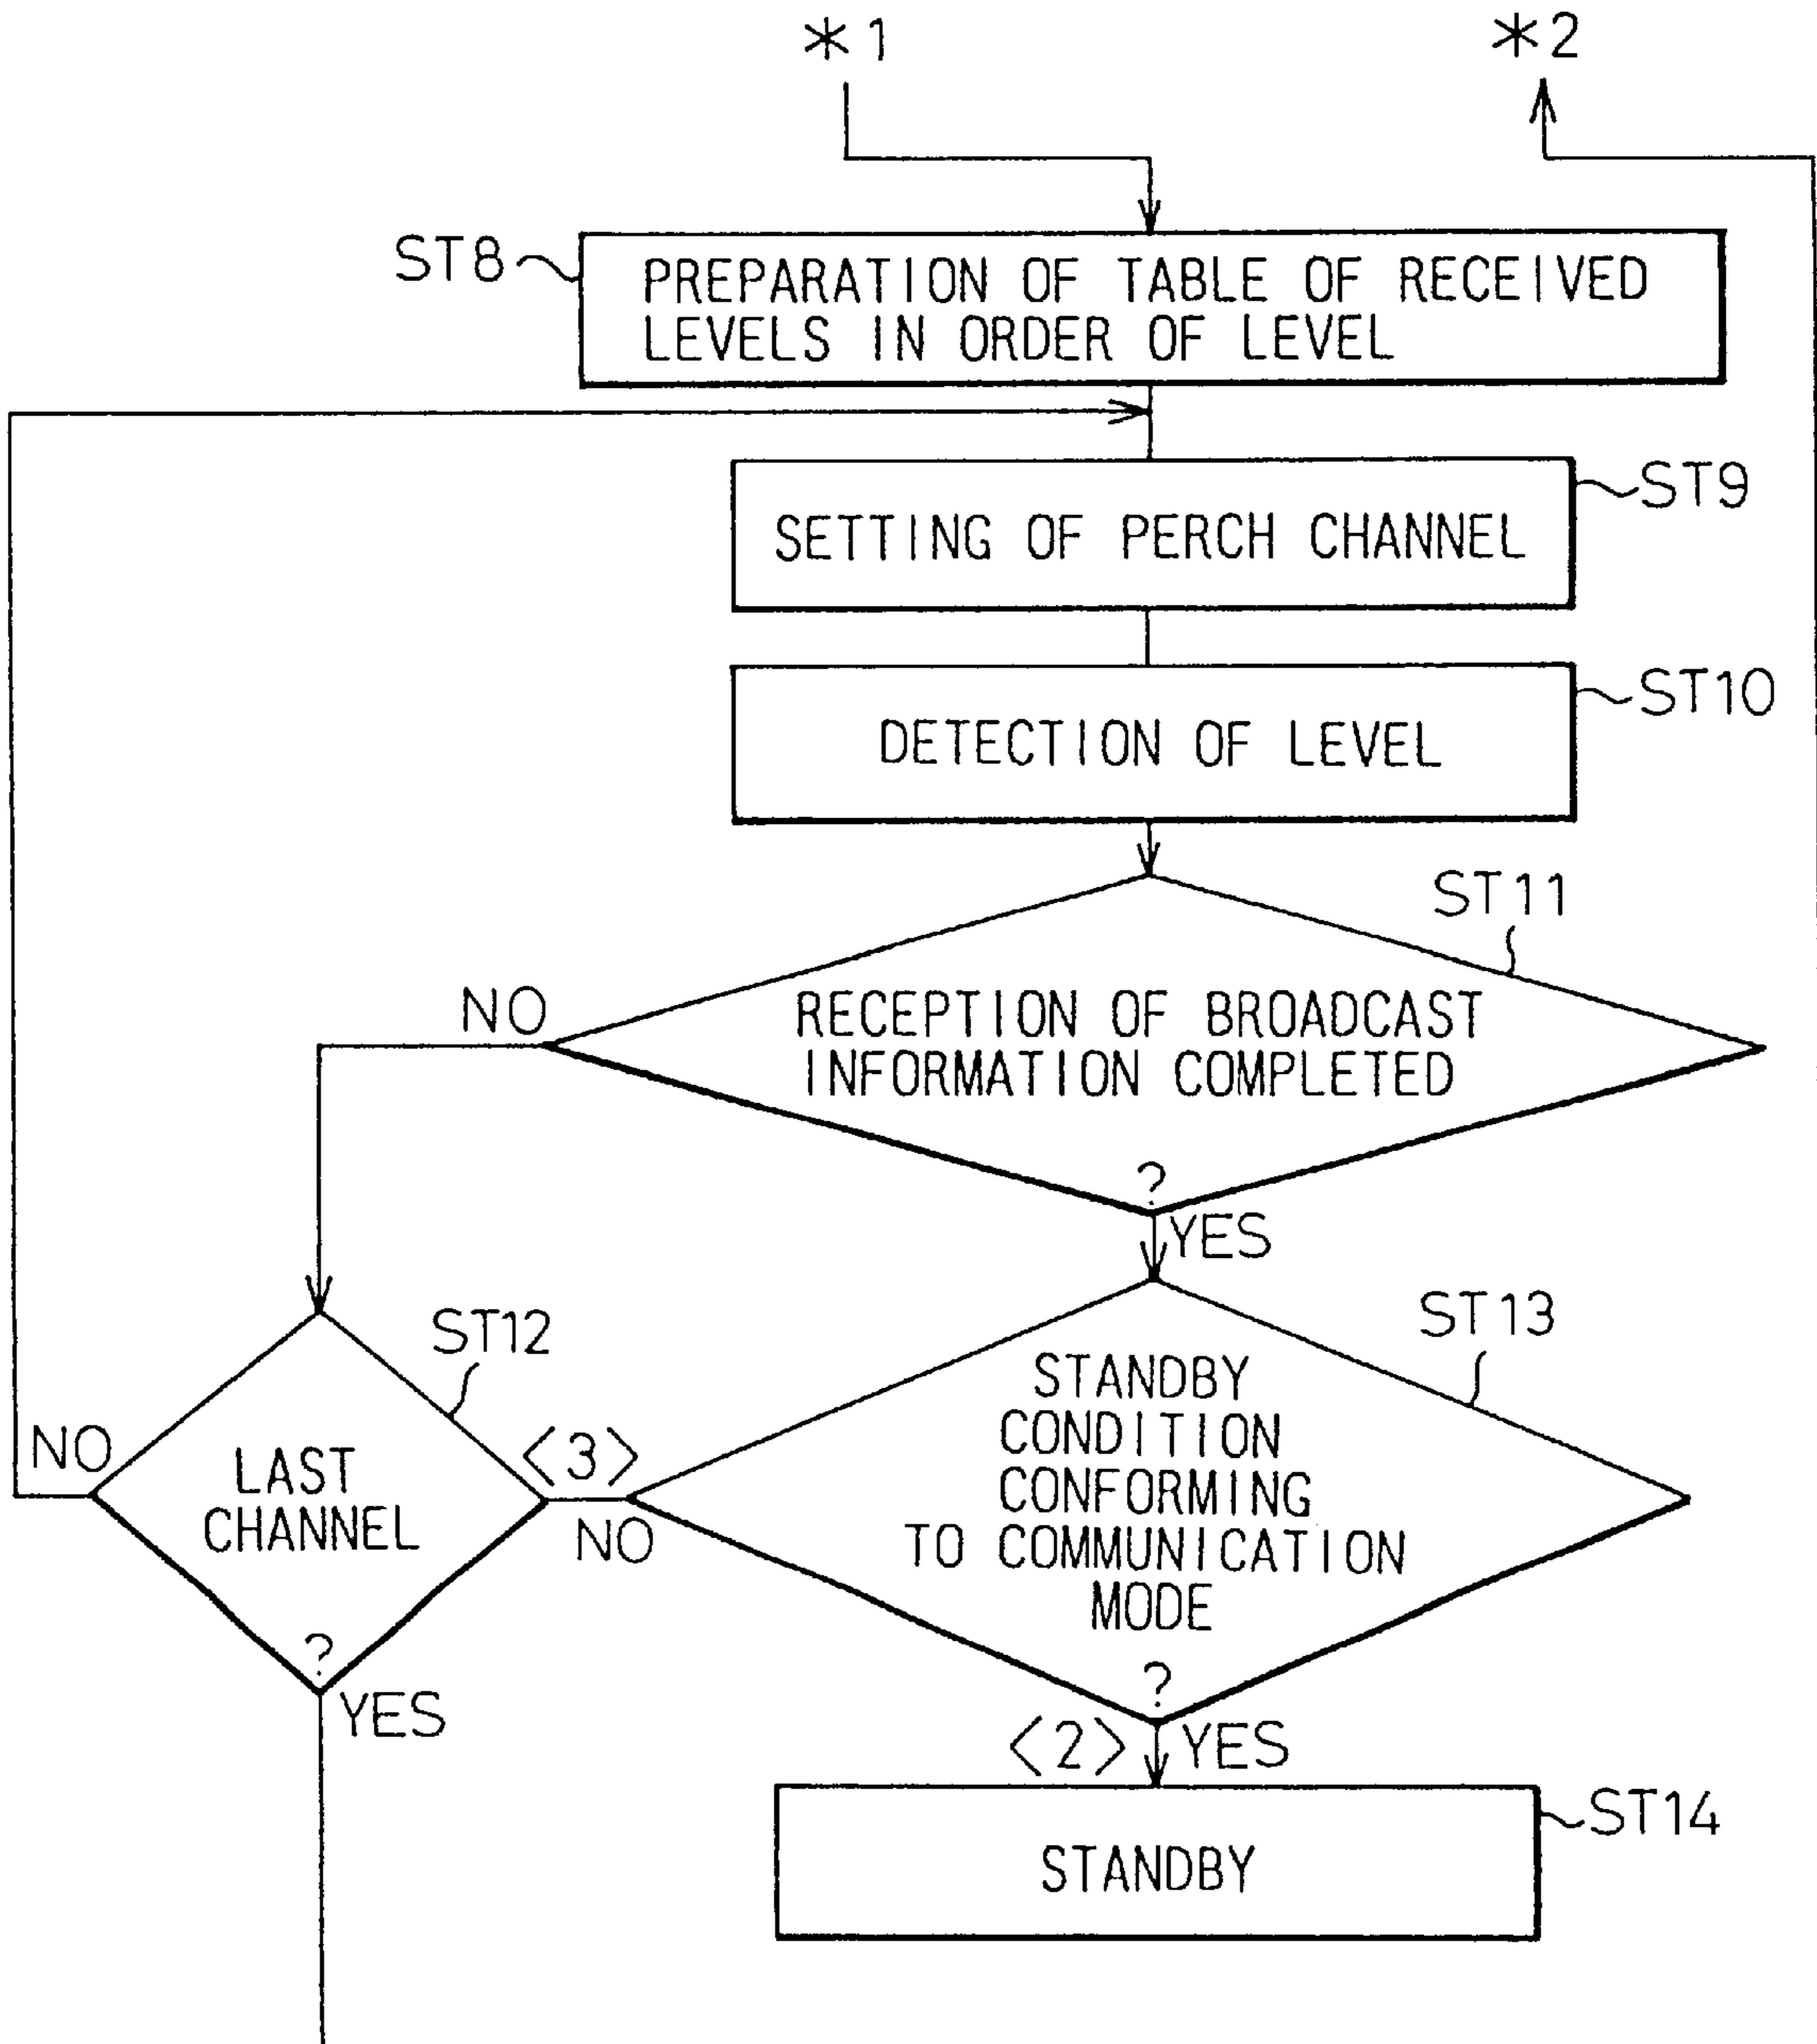 *1
*2
ST8
PREPARATION OF TABLE OF RECEIVED
LEVELS IN ORDER OF LEVEL
ST9
SETTING OF PERCH CHANNEL
ST10
DETECTION OF LEVEL
ST11
NO
RECEPTION OF BROADCAST
INFORMATION COMPLETED
?
YES
ST12
ST13
NO
LAST
CHANNEL
?
YES
<3>
NO
STANDBY
CONDITION
CONFORMING
TO COMMUNICATION
MODE
?
<2>
YES
ST14
STANDBY